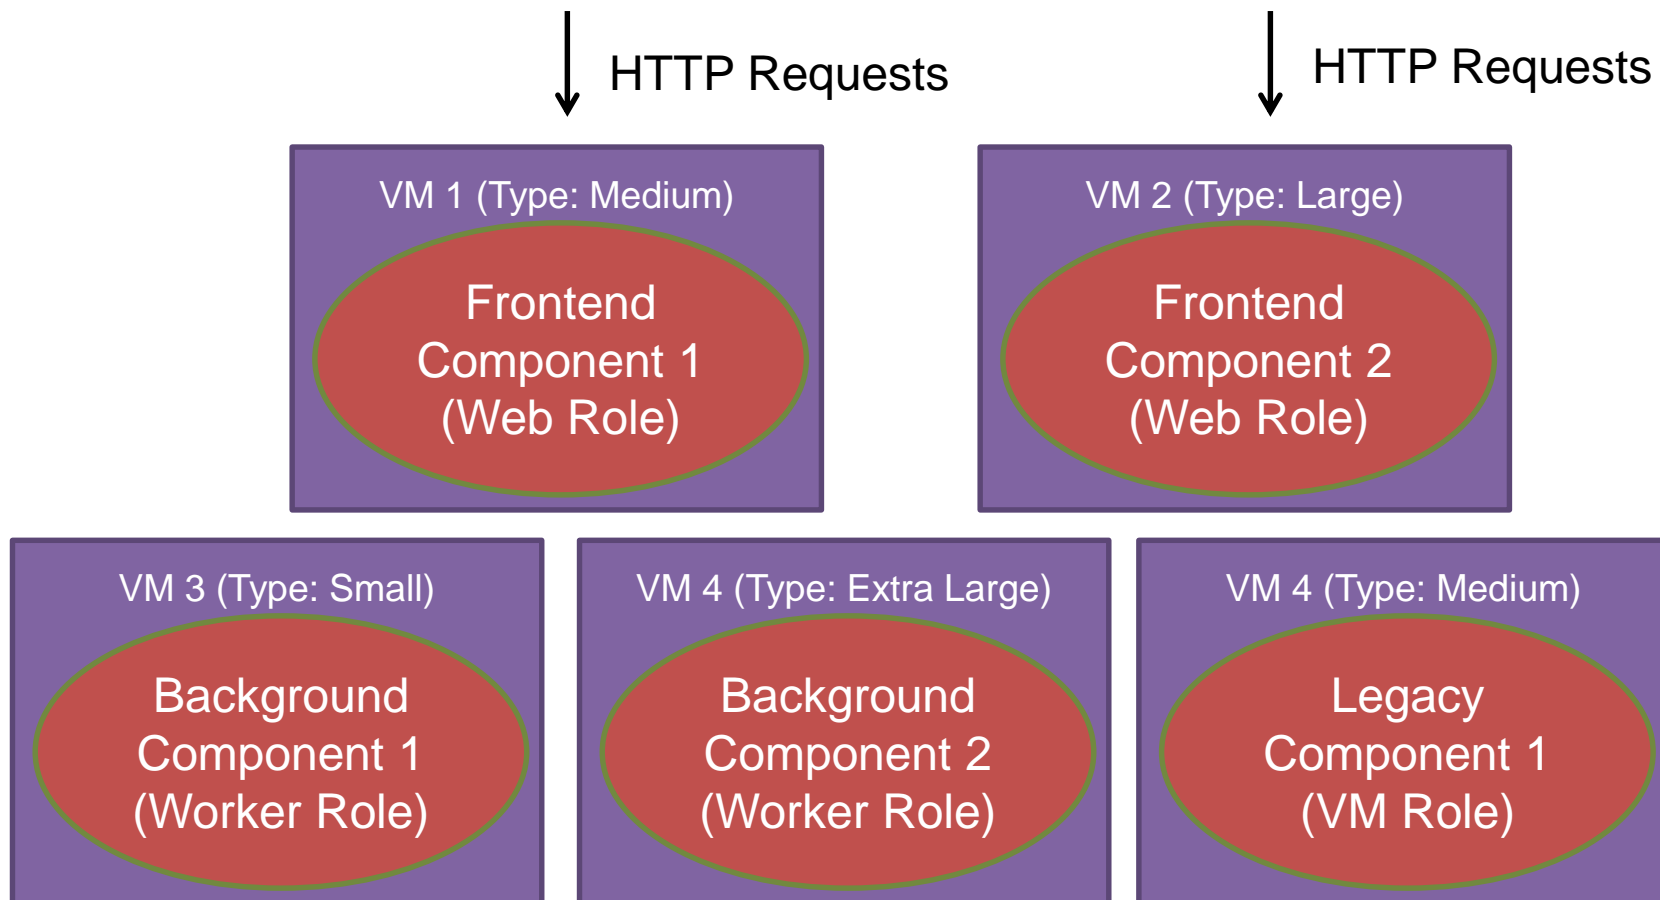 HTTP Requests
HTTP Requests
VM 1 (Type: Medium)
Frontend
Component 1
(Web Role)
VM 2 (Type: Large)
Frontend
Component 2
(Web Role)
VM 3 (Type: Small)
Background
Component 1
(Worker Role)
VM 4 (Type: Extra Large)
Background
Component 2
(Worker Role)
VM 4 (Type: Medium)
Legacy
Component 1
(VM Role)